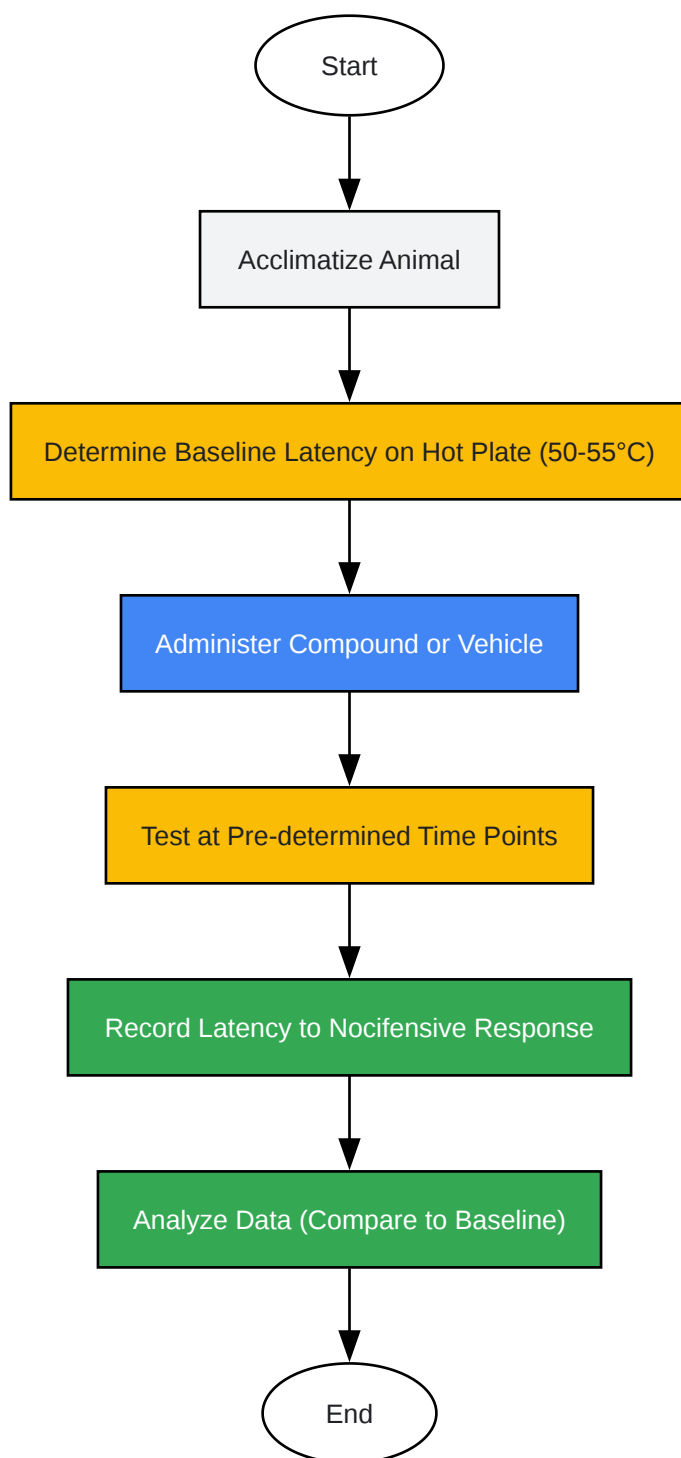 Start
Acclimatize Animal
Determine Baseline Latency on Hot Plate (50-55°C)
Administer Compound or Vehicle
Test at Pre-determined Time Points
Record Latency to Nocifensive Response
Analyze Data (Compare to Baseline)
End